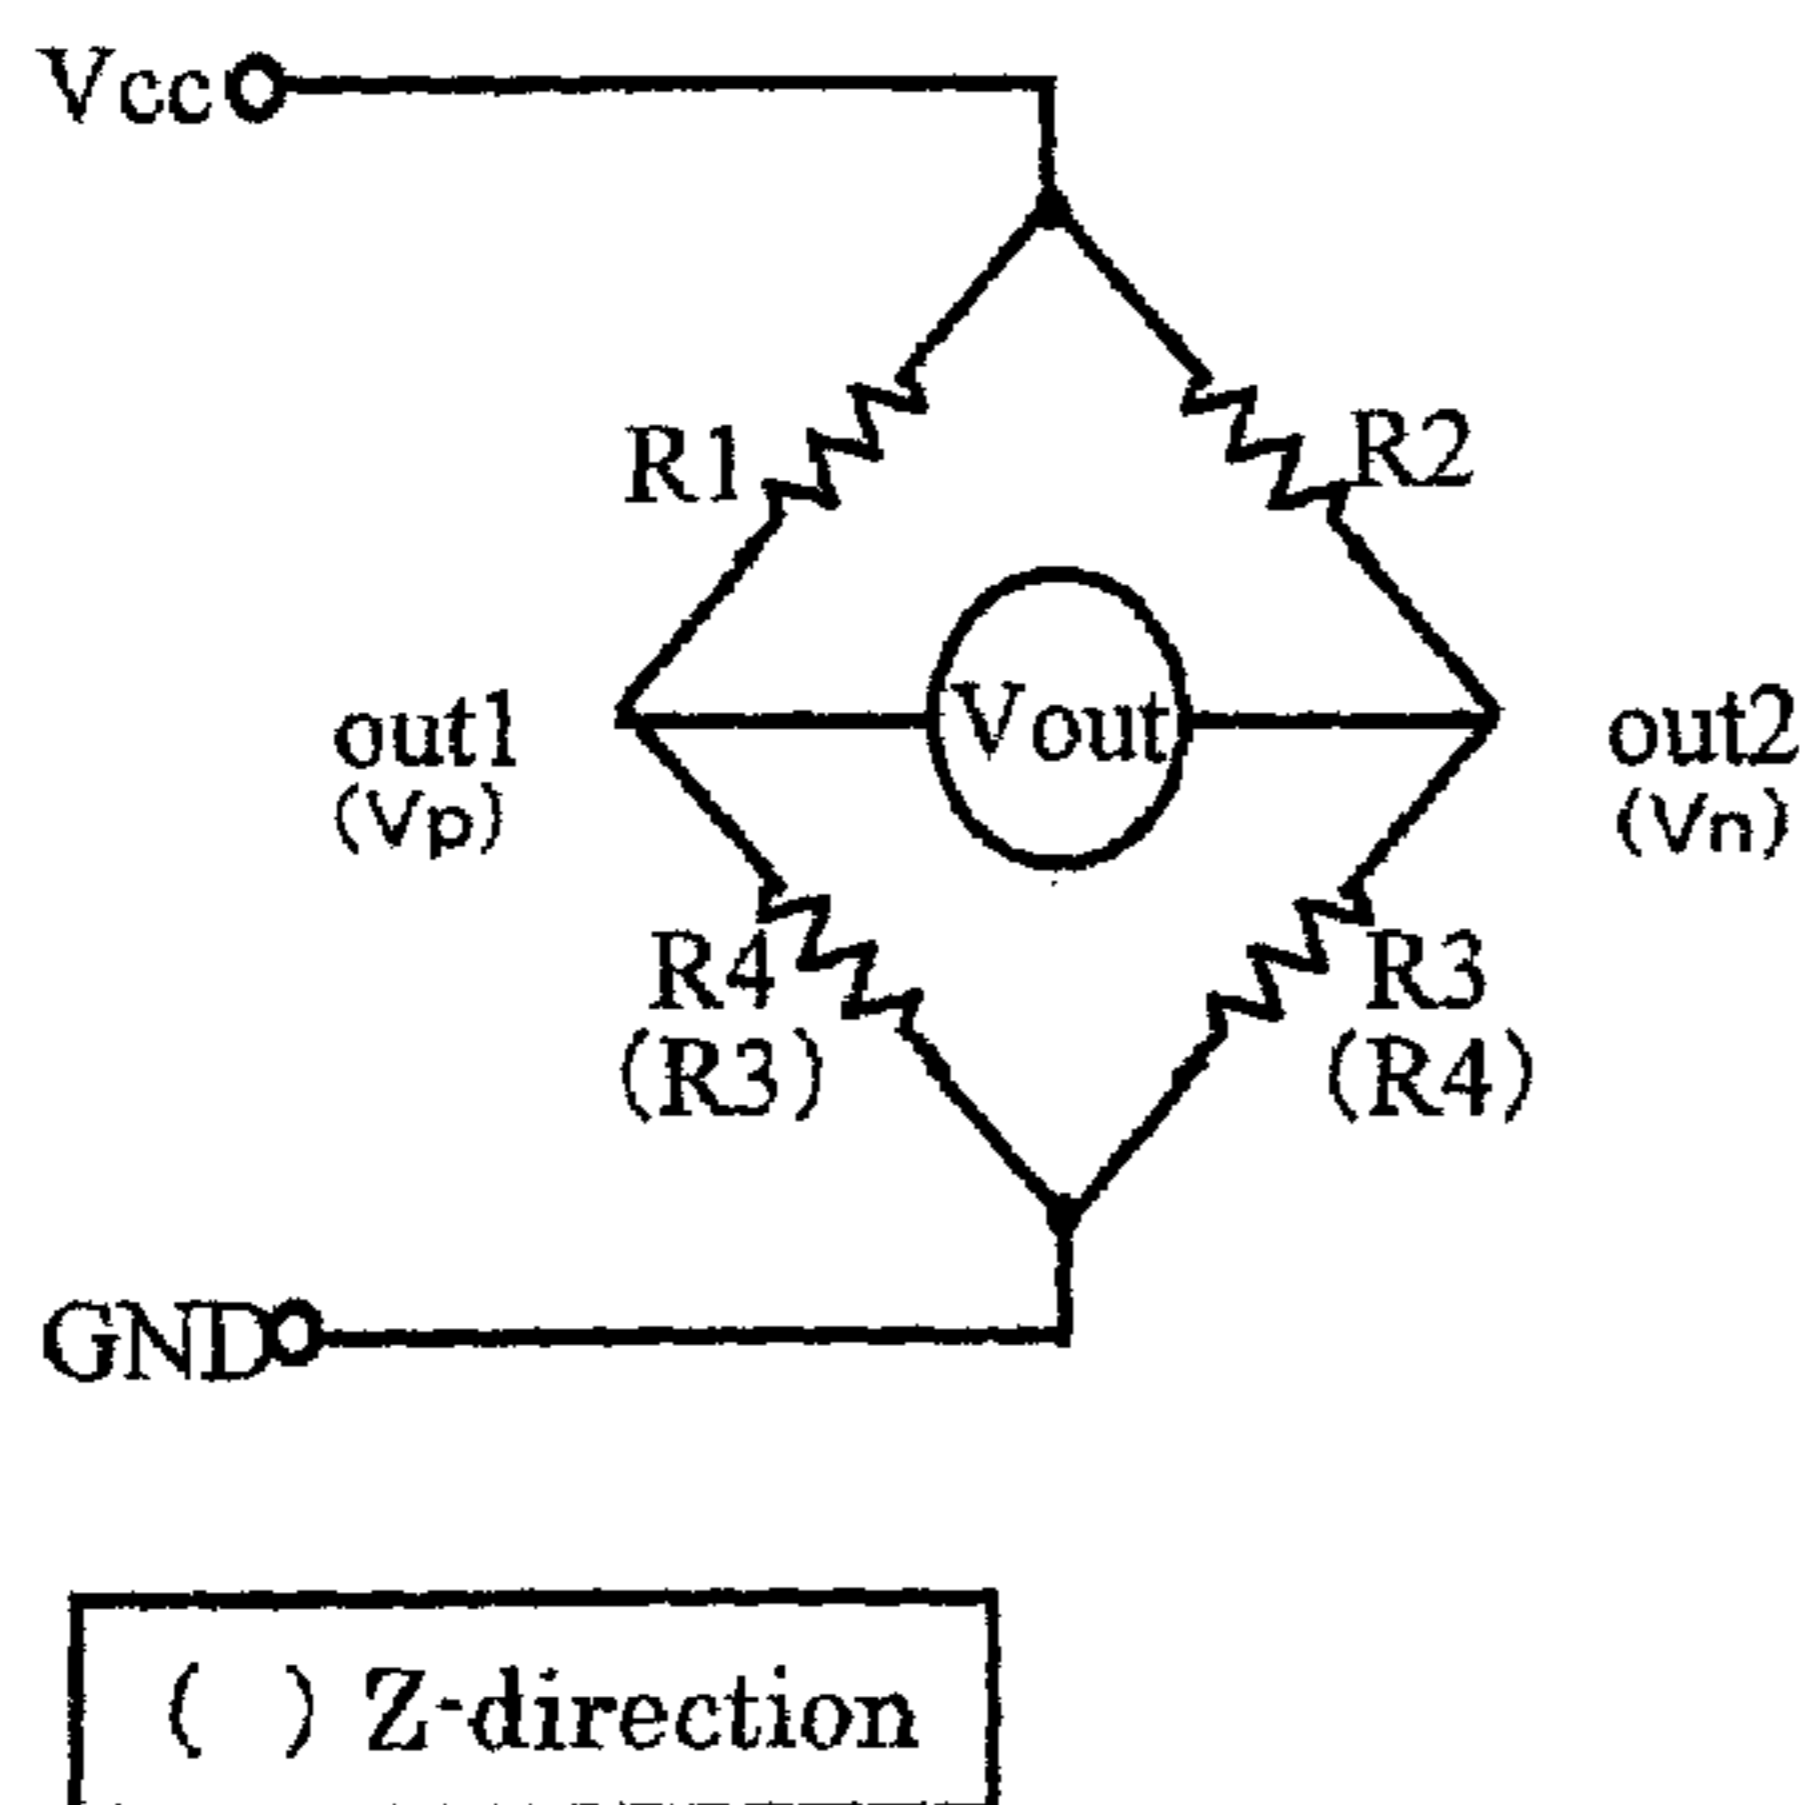 Vcc
R1
R2
Vout
out1
(Vp)
out2
(Vn)
R4
(R3)
R3
(R4)
GND
( ) Z-direction